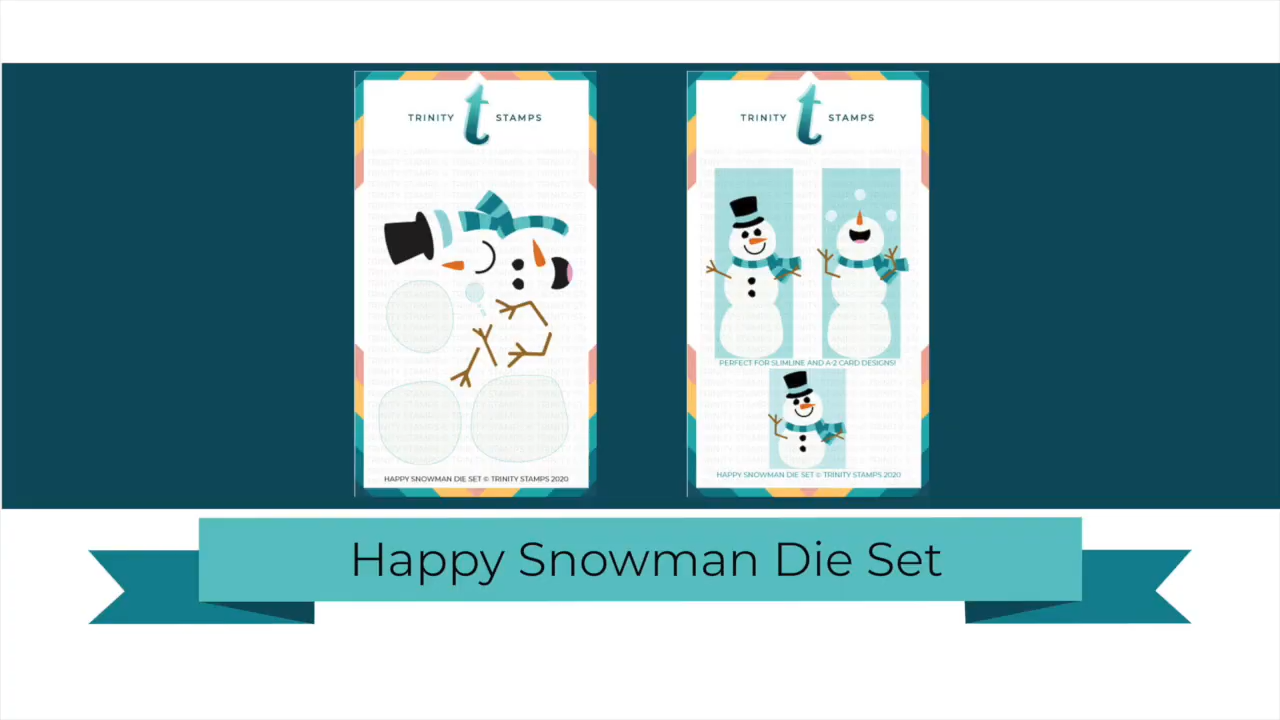 TRINITY t STAMPS
HAPPY SNOWMAN DIE SET © TRINITY STAMPS 2020
TRINITY t STAMPS
PERFECT FOR SLIMLINE AND A-2 CARD DESIGNS!
HAPPY SNOWMAN DIE SET © TRINITY STAMPS 2020
Happy Snowman Die Set